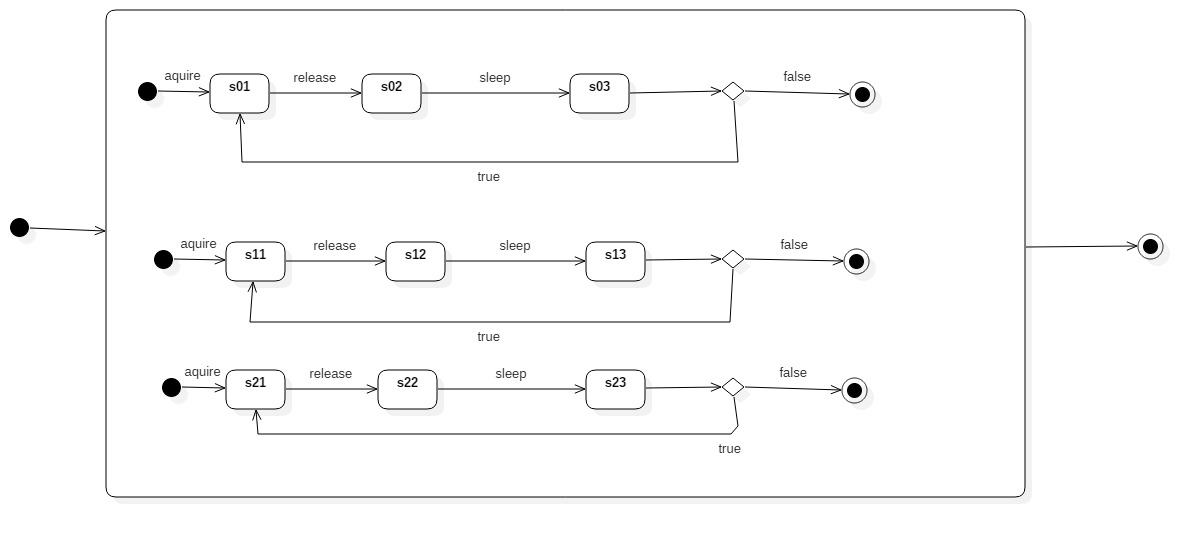 aquire
s01
release
s02
sleep
s03
false
true
aquire
s11
release
s12
sleep
s13
false
true
aquire
s21
release
s22
sleep
s23
false
true